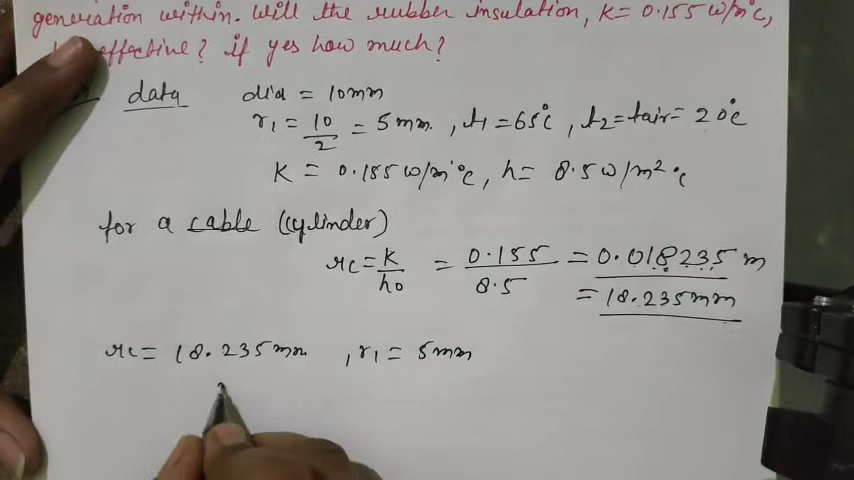 generation within. Will the rubber insulation, K = 0.155 w/m°c,
effective? if yes how much?
data dia = 10mm
r1 = 10/2 = 5mm, t1 = 65°c, t2 = tair = 20°c
K = 0.155 w/m°c, h = 8.5 w/m² °c
for a cable (cylinder)
rc = K/ho = 0.155/8.5 = 0.018235 m
= 18.235mm
rc = 18.235mm , r1 = 5mm